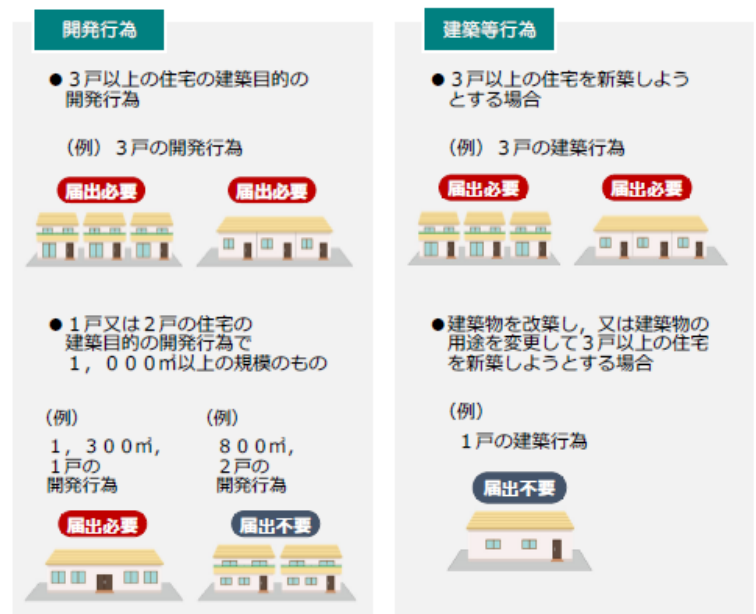 開発行為
●３戸以上の住宅の建築目的の
開発行為
（例）３戸の開発行為
届出必要
届出必要
●１戸又は２戸の住宅の
建築目的の開発行為で
１，０００㎡以上の規模のもの
（例）
１，３００㎡，
１戸の
開発行為
届出必要
（例）
８００㎡，
２戸の
開発行為
届出不要
建築等行為
●３戸以上の住宅を新築しよう
とする場合
（例）３戸の建築行為
届出必要
届出必要
●建築物を改築し，又は建築物の
用途を変更して３戸以上の住宅
を新築しようとする場合
（例）
１戸の建築行為
届出不要